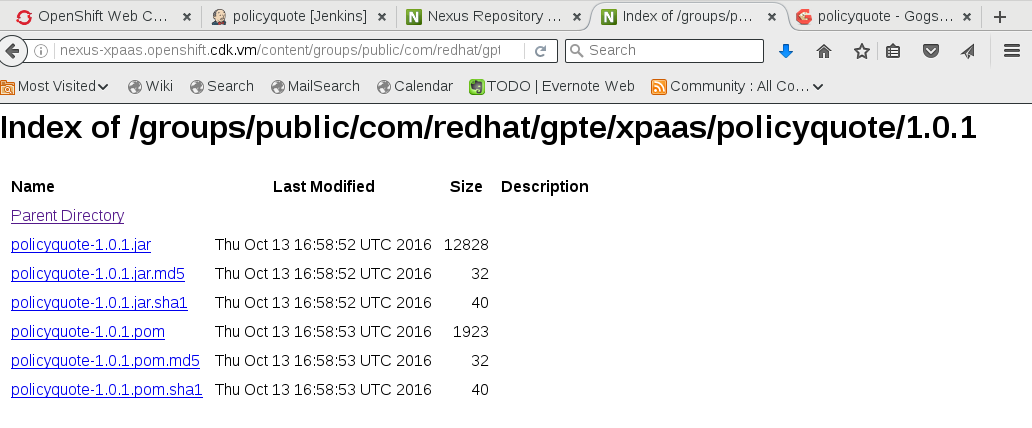 OpenShift Web C... policyquote [Jenkins] Nexus Repository ... Index of /groups/p... policyquote - Gogs...
nexus-xpaas.openshift.cdk.vm/content/groups/public/com/redhat/gpt Search
Most Visited Wiki Search MailSearch Calendar TODO | Evernote Web Community : All Co...
Index of /groups/public/com/redhat/gpte/xpaas/policyquote/1.0.1
Name Last Modified Size Description
Parent Directory
policyquote-1.0.1.jar Thu Oct 13 16:58:52 UTC 2016 12828
policyquote-1.0.1.jar.md5 Thu Oct 13 16:58:52 UTC 2016 32
policyquote-1.0.1.jar.sha1 Thu Oct 13 16:58:52 UTC 2016 40
policyquote-1.0.1.pom Thu Oct 13 16:58:53 UTC 2016 1923
policyquote-1.0.1.pom.md5 Thu Oct 13 16:58:53 UTC 2016 32
policyquote-1.0.1.pom.sha1 Thu Oct 13 16:58:53 UTC 2016 40